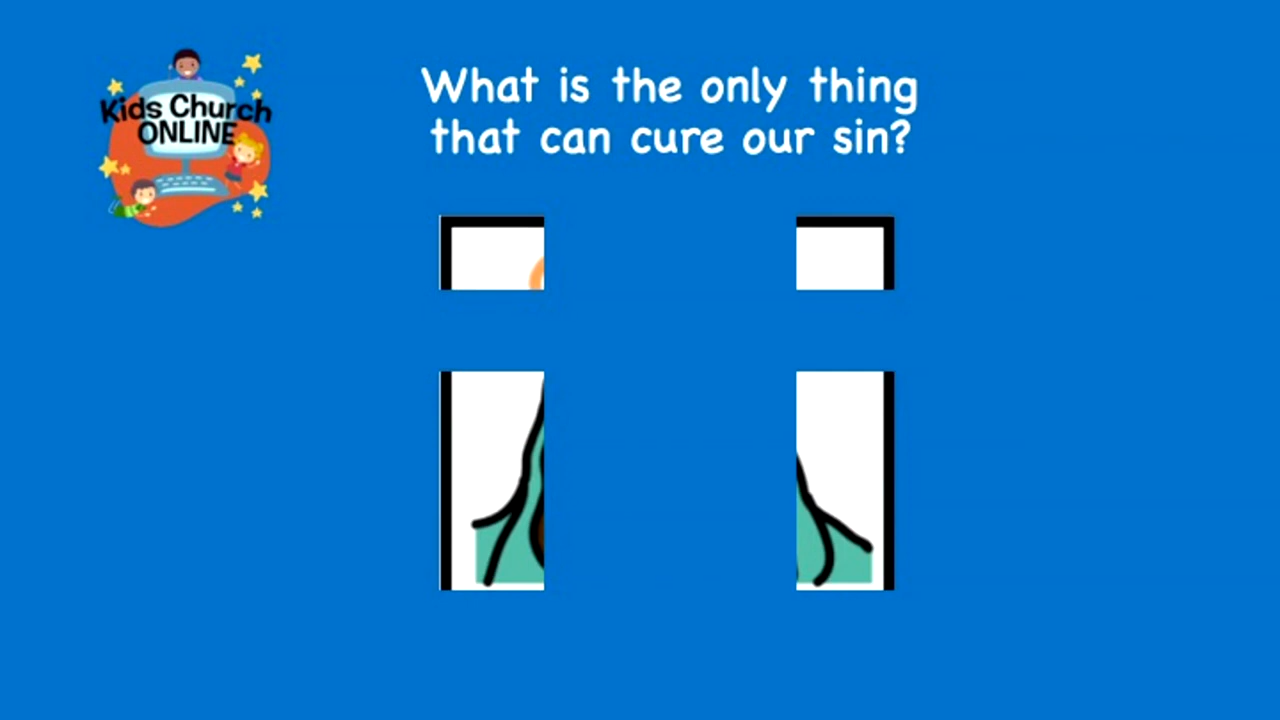 Kids Church
ONLINE
What is the only thing
that can cure our sin?